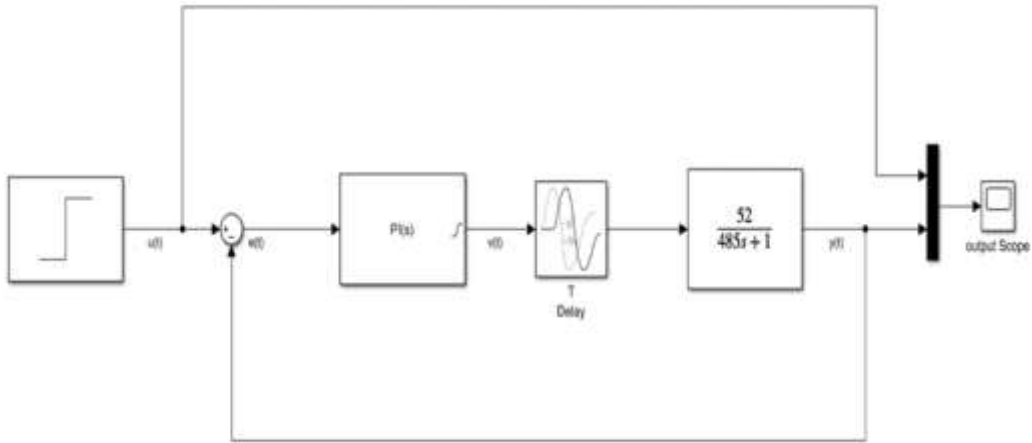 u(t)
e(t)
PI(s)
v(t)
T
Delay
52
485s + 1
y(t)
output Scope